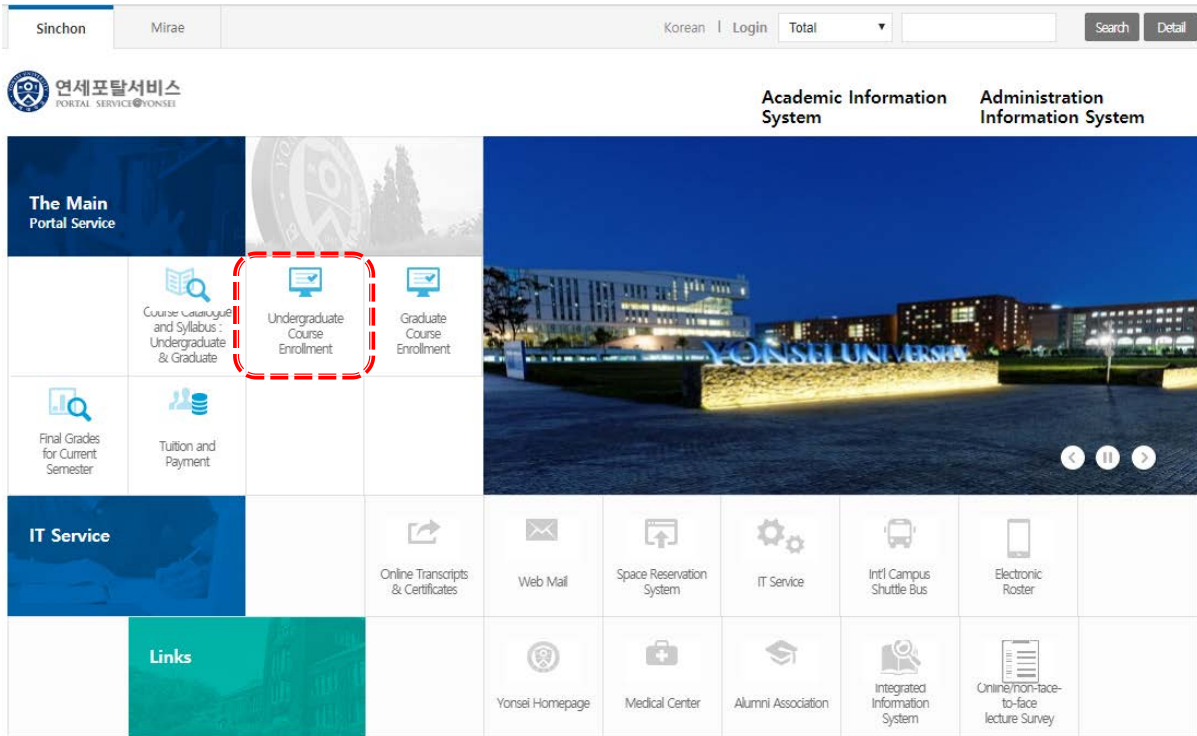 Sinchon
Mirae
Korean | Login
Total
Search
Detail
연세포탈서비스
PORTAL SERVICE@YONSEI
Academic Information
System
Administration
Information System
The Main
Portal Service
Course Catalogue
and Syllabus :
Undergraduate
& Graduate
Undergraduate
Course
Enrollment
Graduate
Course
Enrollment
YONSEI UNIVERSITY
Final Grades
for Current
Semester
Tuition and
Payment
IT Service
Online Transcripts
& Certificates
Web Mail
Space Reservation
System
IT Service
Int'l Campus
Shuttle Bus
Electronic
Roster
Links
Yonsei Homepage
Medical Center
Alumni Association
Integrated
Information
System
Online/non-face-
to-face
lecture Survey